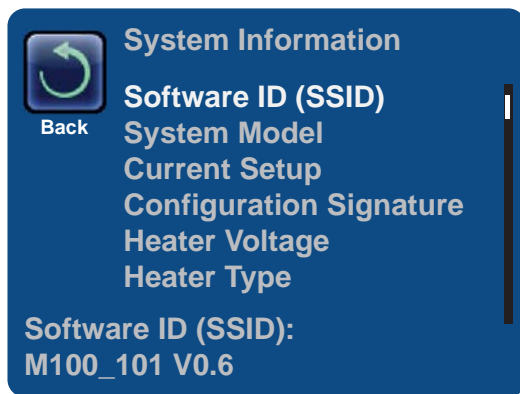 System Information
Back
Software ID (SSID)
System Model
Current Setup
Configuration Signature
Heater Voltage
Heater Type
Software ID (SSID):
M100_101 V0.6